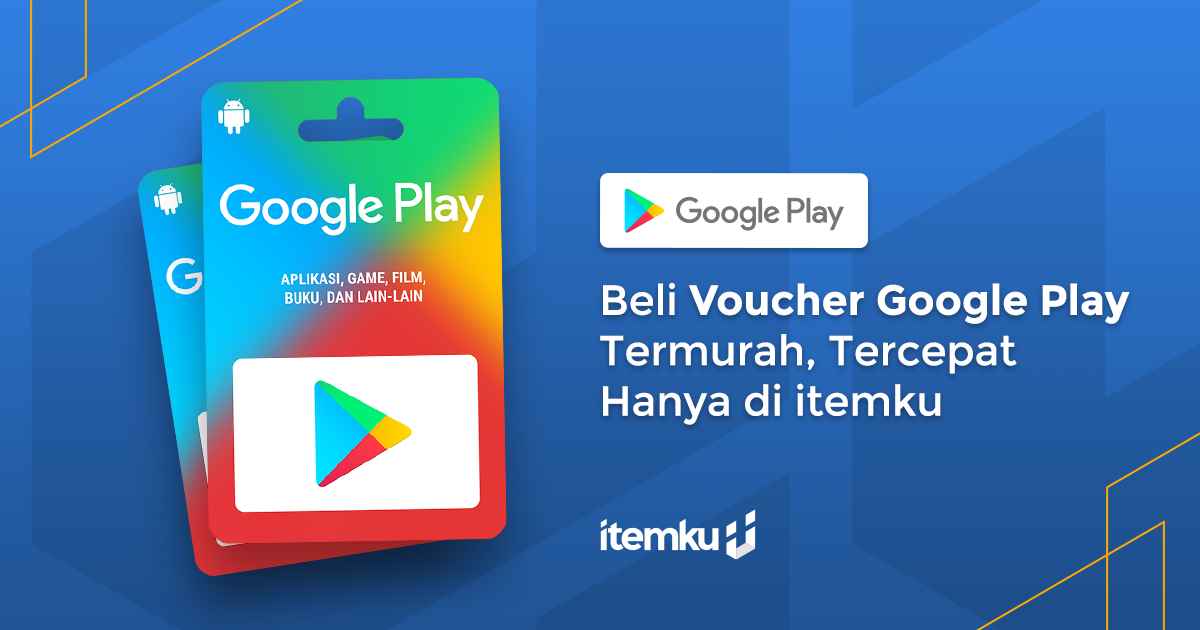 Google Play
APLIKASI, GAME, FILM,
BUKU, DAN LAIN-LAIN
G
Google Play
Beli Voucher Google Play
Termurah, Tercepat
Hanya di itemku
itemku